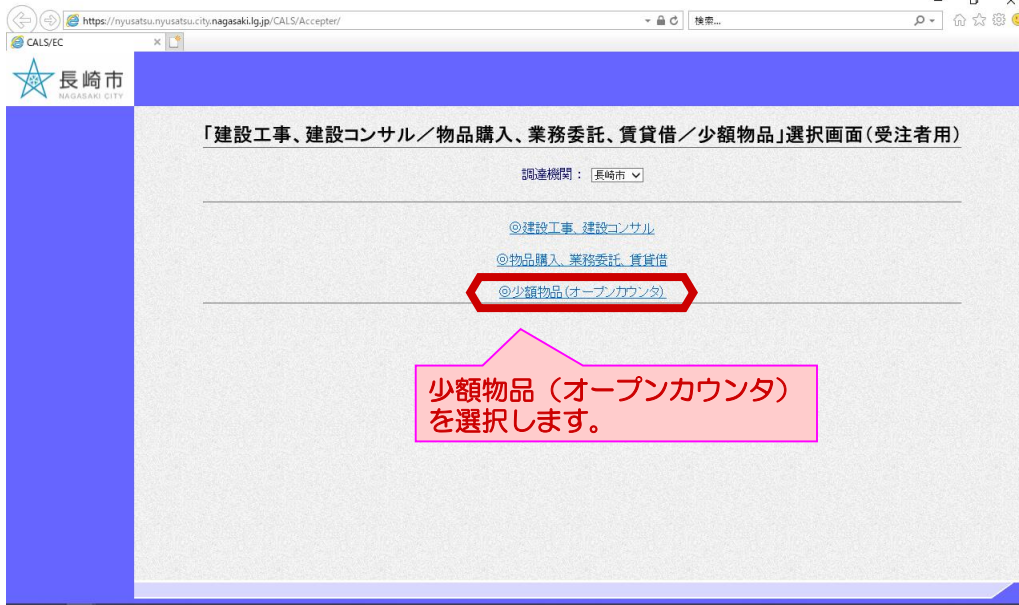 https://nyusatsu.nyusatsu.city.nagasaki.lg.jp/CALS/Accepter/
検索...
CALS/EC
長崎市
NAGASAKI CITY
「建設工事、建設コンサル／物品購入、業務委託、賃貸借／少額物品」選択画面(受注者用)
調達機関： 長崎市
◎建設工事、建設コンサル
◎物品購入、業務委託、賃貸借
◎少額物品(オープンカウンタ)
少額物品（オープンカウンタ）
を選択します。